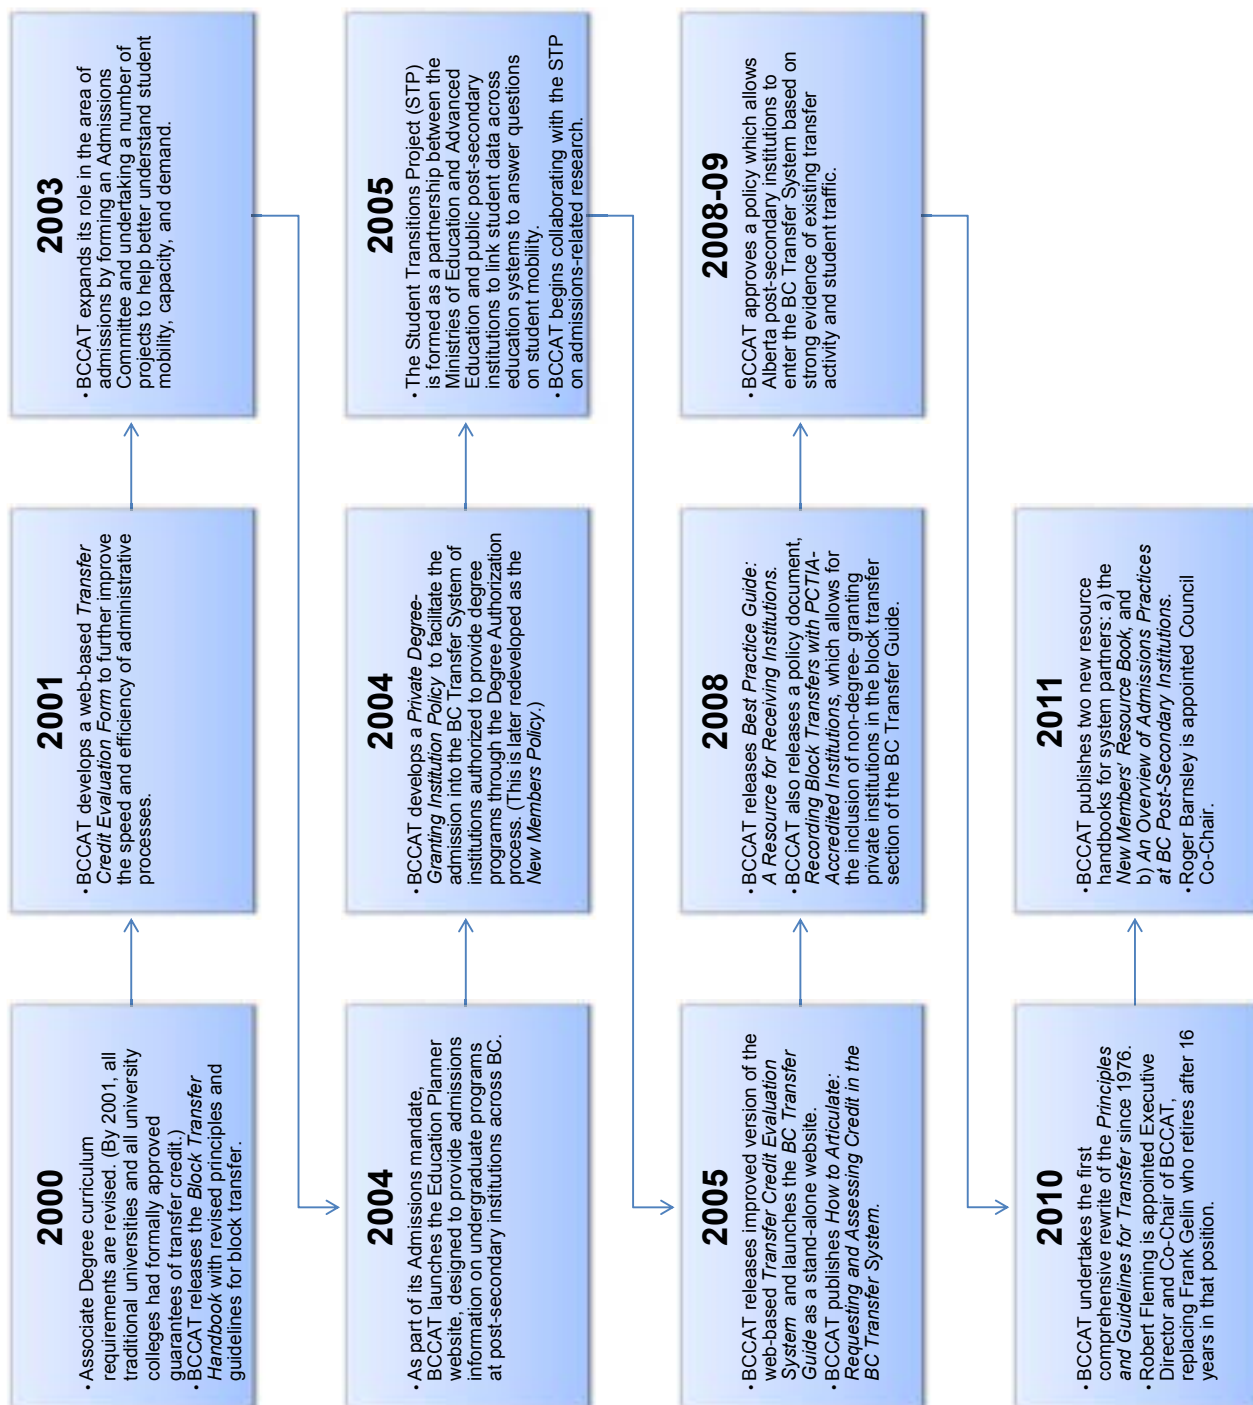 2000
• Associate Degree curriculum
requirements are revised. (By 2001, all
traditional universities and all university
colleges had formally approved
guarantees of transfer credit.)
• BCCAT releases the Block Transfer
Handbook with revised principles and
guidelines for block transfer.
2001
• BCCAT develops a web-based Transfer
Credit Evaluation Form to further improve
the speed and efficiency of administrative
processes.
2003
• BCCAT expands its role in the area of
admissions by forming an Admissions
Committee and undertaking a number of
projects to help better understand student
mobility, capacity, and demand.
2004
• As part of its Admissions mandate,
BCCAT launches the Education Planner
website, designed to provide admissions
information on undergraduate programs
at post-secondary institutions across BC.
2004
• BCCAT develops a Private Degree-
Granting Institution Policy to facilitate the
admission into the BC Transfer System of
institutions authorized to provide degree
programs through the Degree Authorization
process. (This is later redeveloped as the
New Members Policy.)
2005
• The Student Transitions Project (STP)
is formed as a partnership between the
Ministries of Education and Advanced
Education and public post-secondary
institutions to link student data across
education systems to answer questions
on student mobility.
• BCCAT begins collaborating with the STP
on admissions-related research.
2005
• BCCAT releases improved version of the
web-based Transfer Credit Evaluation
System and launches the BC Transfer
Guide as a stand-alone website.
• BCCAT publishes How to Articulate:
Requesting and Assessing Credit in the
BC Transfer System.
2008
• BCCAT releases Best Practice Guide:
A Resource for Receiving Institutions.
• BCCAT also releases a policy document,
Recording Block Transfers with PCTIA-
Accredited Institutions, which allows for
the inclusion of non-degree- granting
private institutions in the block transfer
section of the BC Transfer Guide.
2008-09
• BCCAT approves a policy which allows
Alberta post-secondary institutions to
enter the BC Transfer System based on
strong evidence of existing transfer
activity and student traffic.
2010
• BCCAT undertakes the first
comprehensive rewrite of the Principles
and Guidelines for Transfer since 1976.
• Robert Fleming is appointed Executive
Director and Co-Chair of BCCAT,
replacing Frank Gelin who retires after 16
years in that position.
2011
• BCCAT publishes two new resource
handbooks for system partners: a) the
New Members' Resource Book, and
b) An Overview of Admissions Practices
at BC Post-Secondary Institutions.
• Roger Barnsley is appointed Council
Co-Chair.